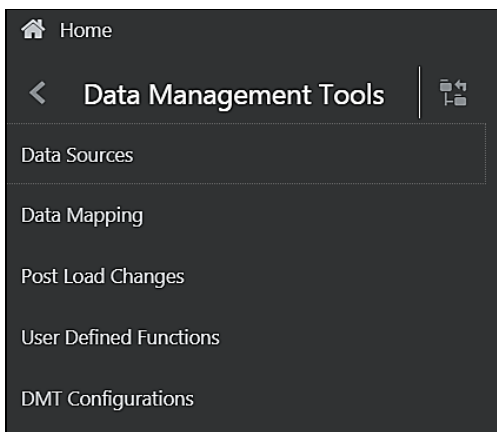 Home
Data Management Tools
Data Sources
Data Mapping
Post Load Changes
User Defined Functions
DMT Configurations